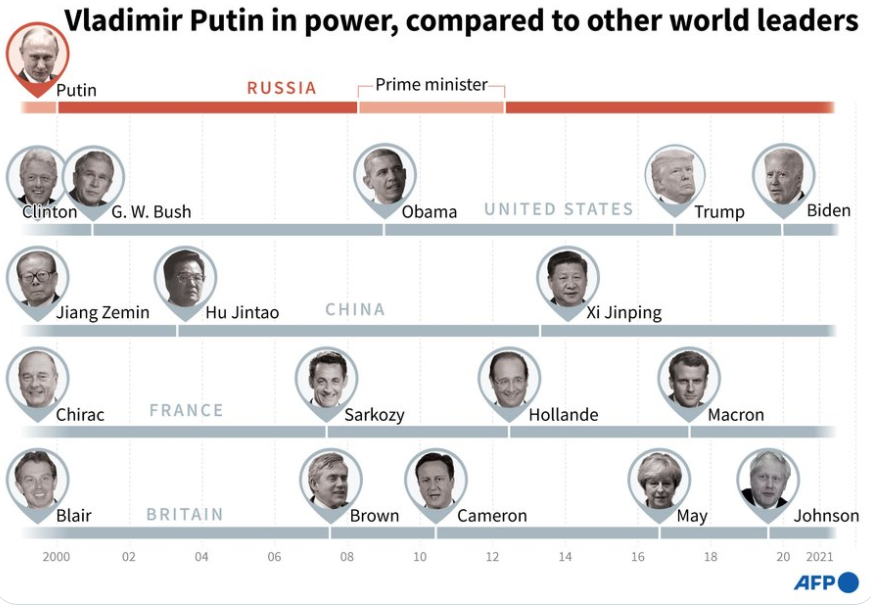 Vladimir Putin in power, compared to other world leaders
Putin
RUSSIA
Prime minister
Clinton
G. W. Bush
Obama
UNITED STATES
Trump
Biden
Jiang Zemin
Hu Jintao
CHINA
Xi Jinping
Chirac
FRANCE
Sarkozy
Hollande
Macron
Blair
BRITAIN
Brown
Cameron
May
Johnson
2000 02 04 06 08 10 12 14 16 18 20 2021
AFP